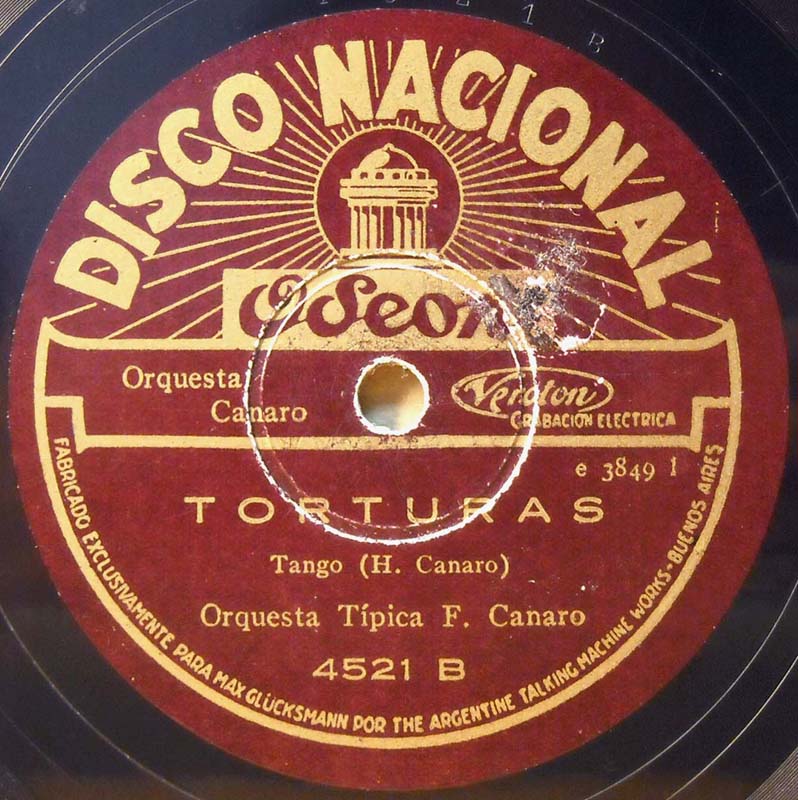 DISCO NACIONAL
Odeon
Orquesta
Canaro
Veroton
GRABACION ELECTRICA
e 3849 1
TORTURAS
Tango (H. Canaro)
Orquesta Típica F. Canaro
4521 B
FABRICADO EXCLUSIVAMENTE PARA MAX GLÜCKSMANN POR THE ARGENTINE TALKING MACHINE WORKS - BUENOS AIRES